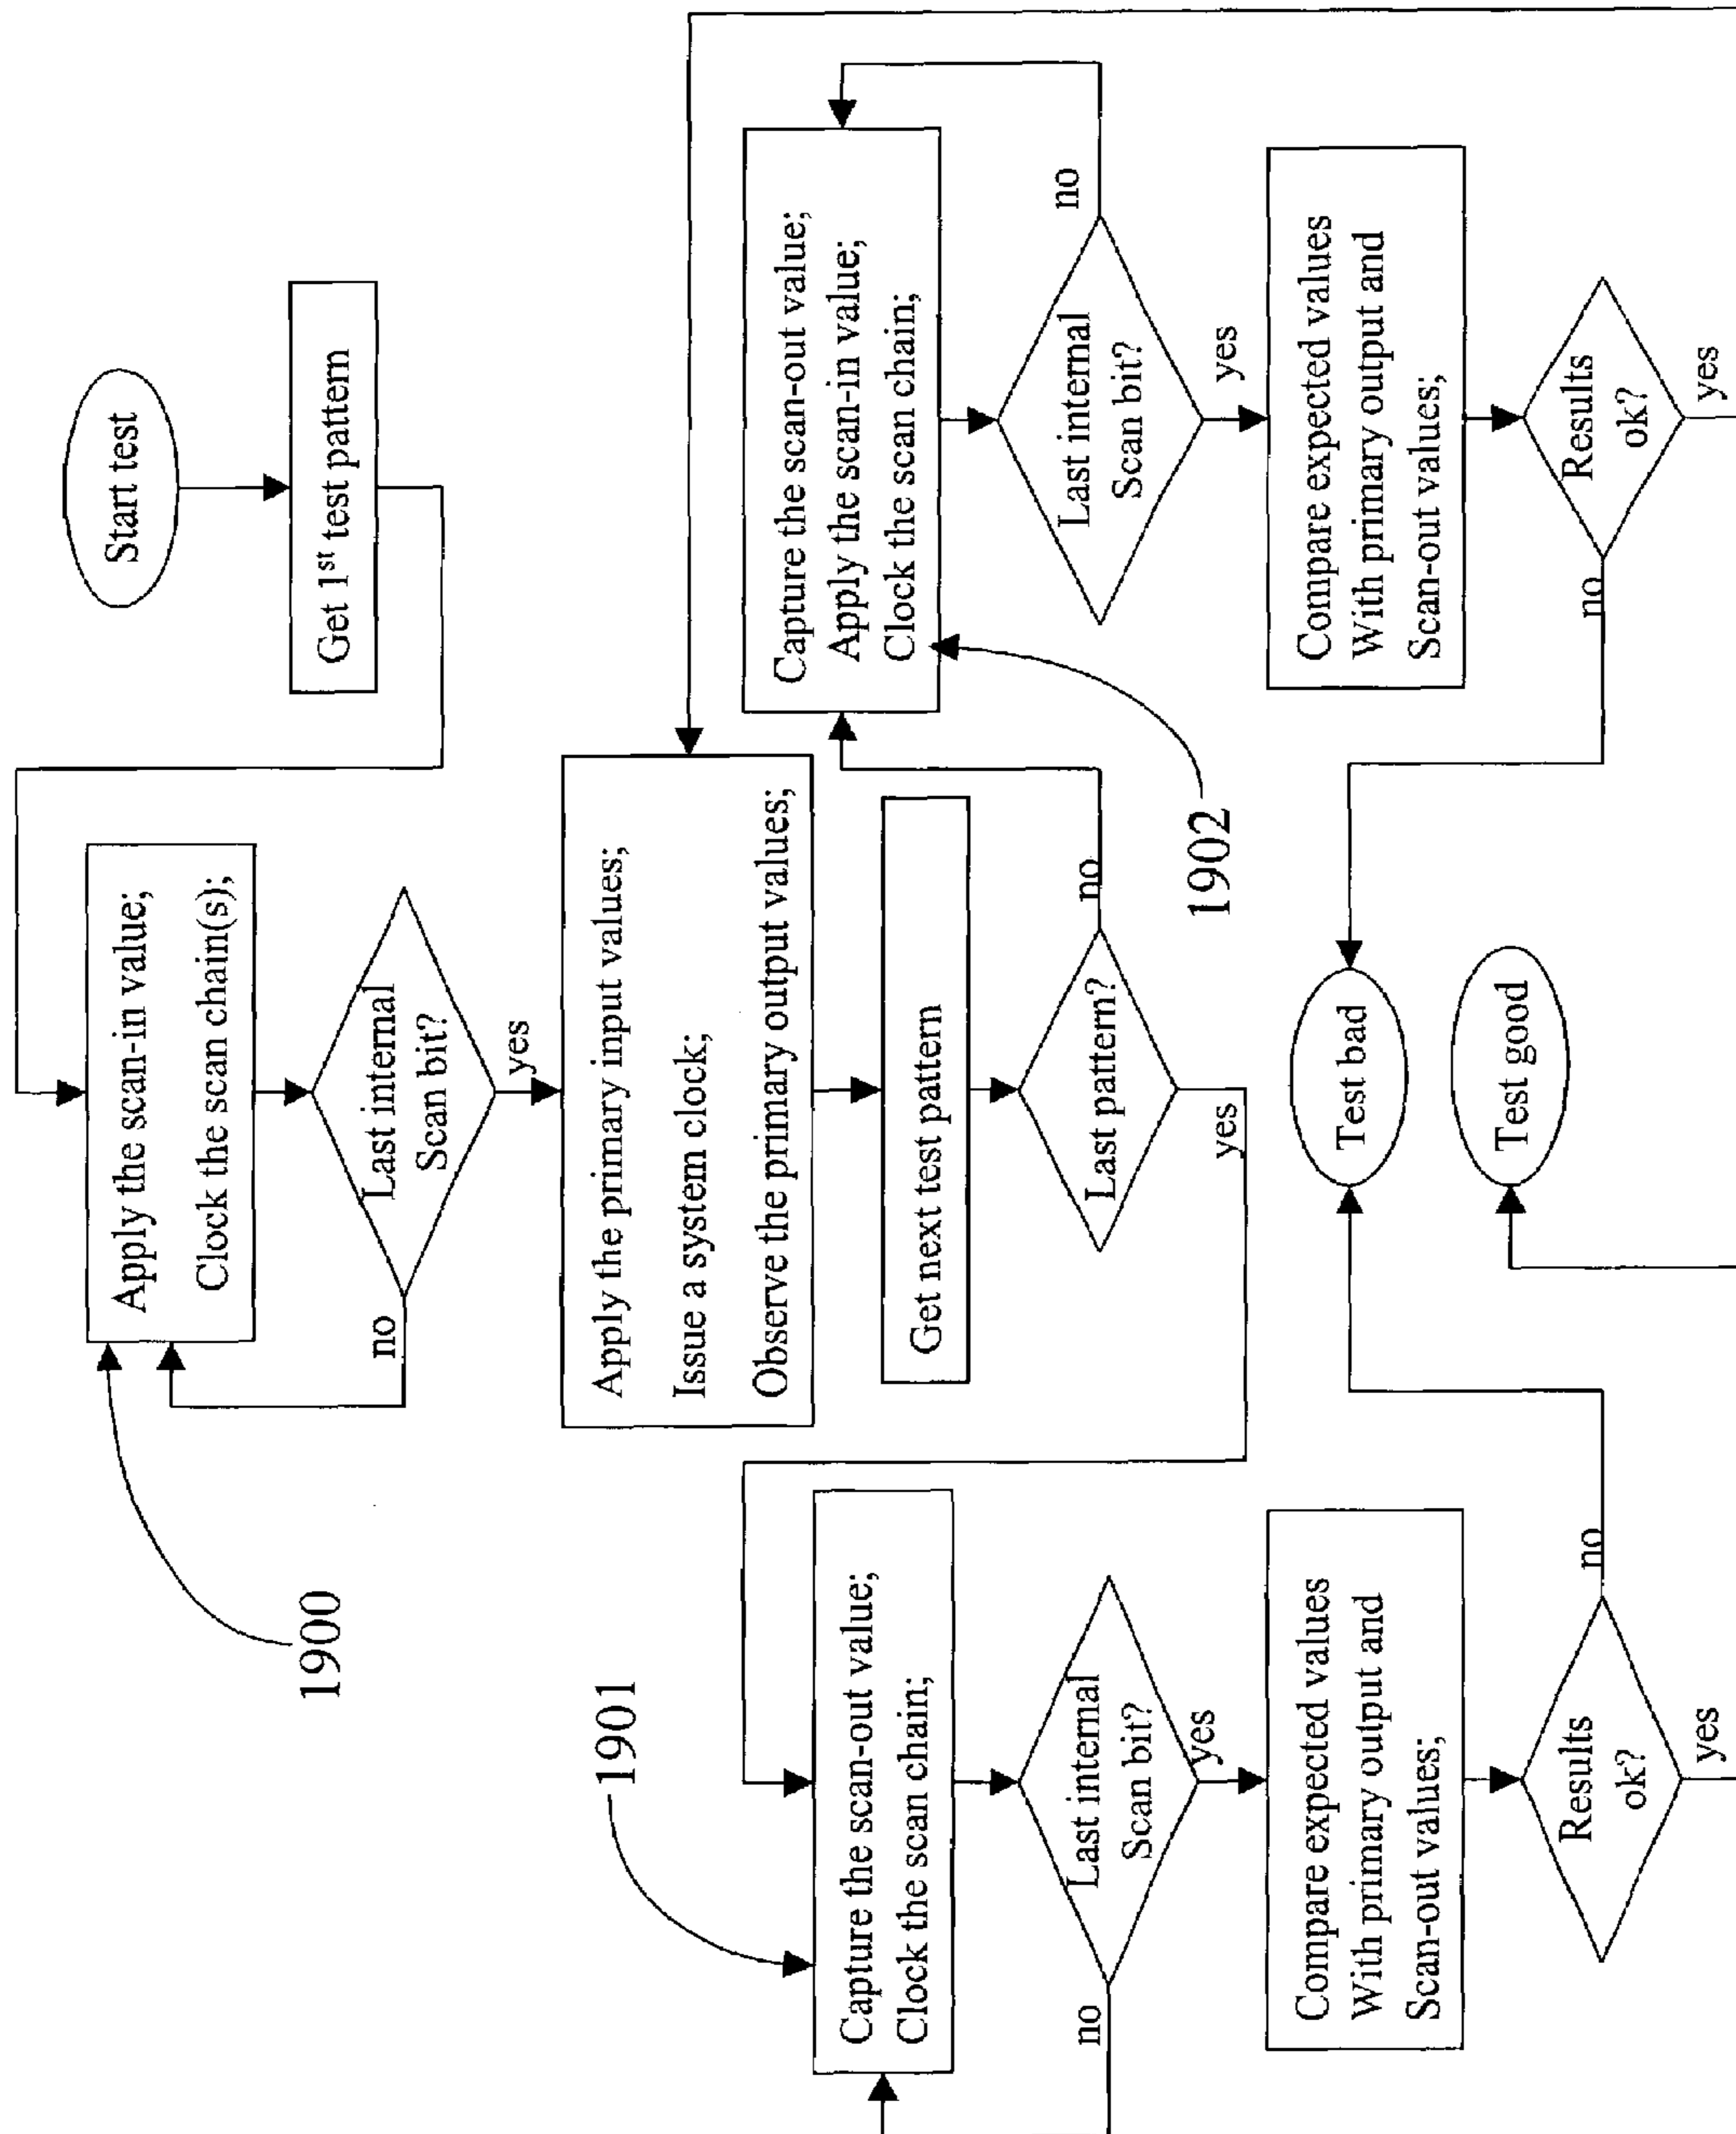 Start test
Get 1st test pattern
Apply the scan-in value;
Clock the scan chain(s);
1900
Last internal
Scan bit?
no
yes
Apply the primary input values;
Issue a system clock;
Observe the primary output values;
Get next test pattern
Last pattern?
no
yes
Capture the scan-out value;
Clock the scan chain;
1901
Last internal
Scan bit?
no
yes
Compare expected values
With primary output and
Scan-out values;
Results
ok?
no
yes
Capture the scan-out value;
Apply the scan-in value;
Clock the scan chain;
1902
Last internal
Scan bit?
no
yes
Compare expected values
With primary output and
Scan-out values;
Results
ok?
no
yes
Test bad
Test good